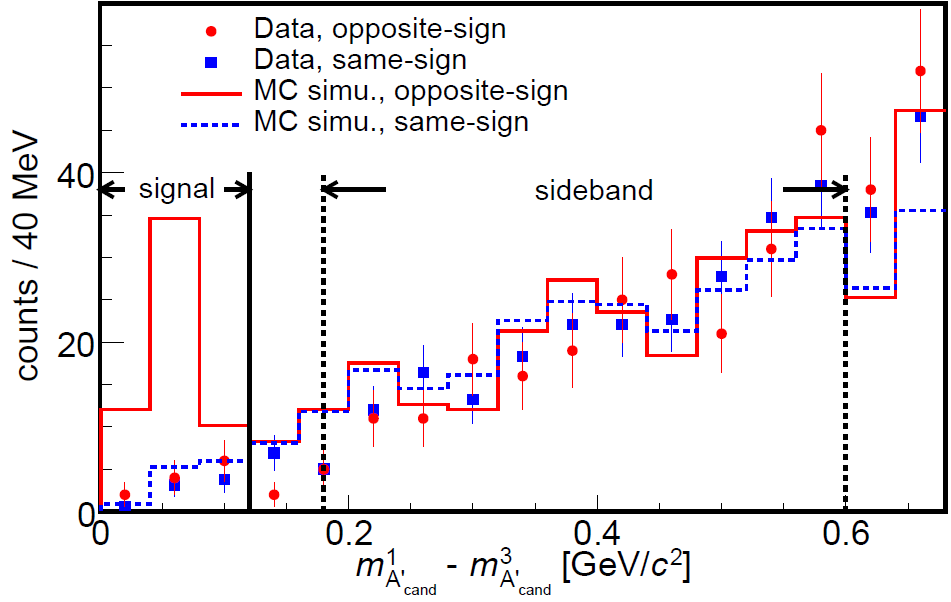 Data, opposite-sign
Data, same-sign
MC simu., opposite-sign
MC simu., same-sign
counts / 40 MeV
40
20
0
signal
sideband
0
0.2
0.4
0.6
m¹A'cand - m³A'cand [GeV/c²]